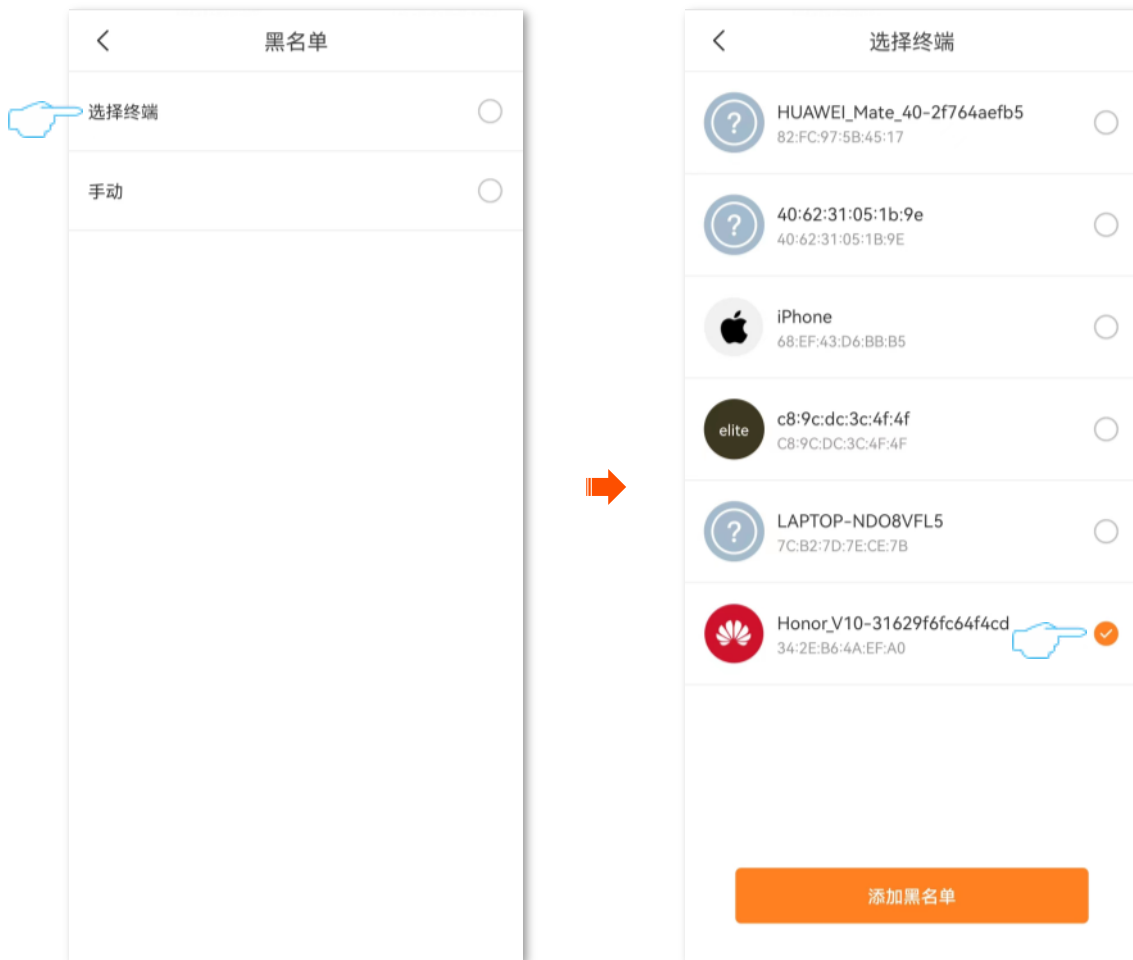 黑名单
选择终端
手动
选择终端
HUAWEI_Mate_40-2f764aefb5
82:FC:97:5B:45:17
40:62:31:05:1b:9e
40:62:31:05:1B:9E
iPhone
68:EF:43:D6:BB:B5
elite
c8:9c:dc:3c:4f:4f
C8:9C:DC:3C:4F:4F
LAPTOP-NDO8VFL5
7C:B2:7D:7E:CE:7B
Honor_V10-31629f6fc64f4cd
34:2E:B6:4A:EF:A0
添加黑名单